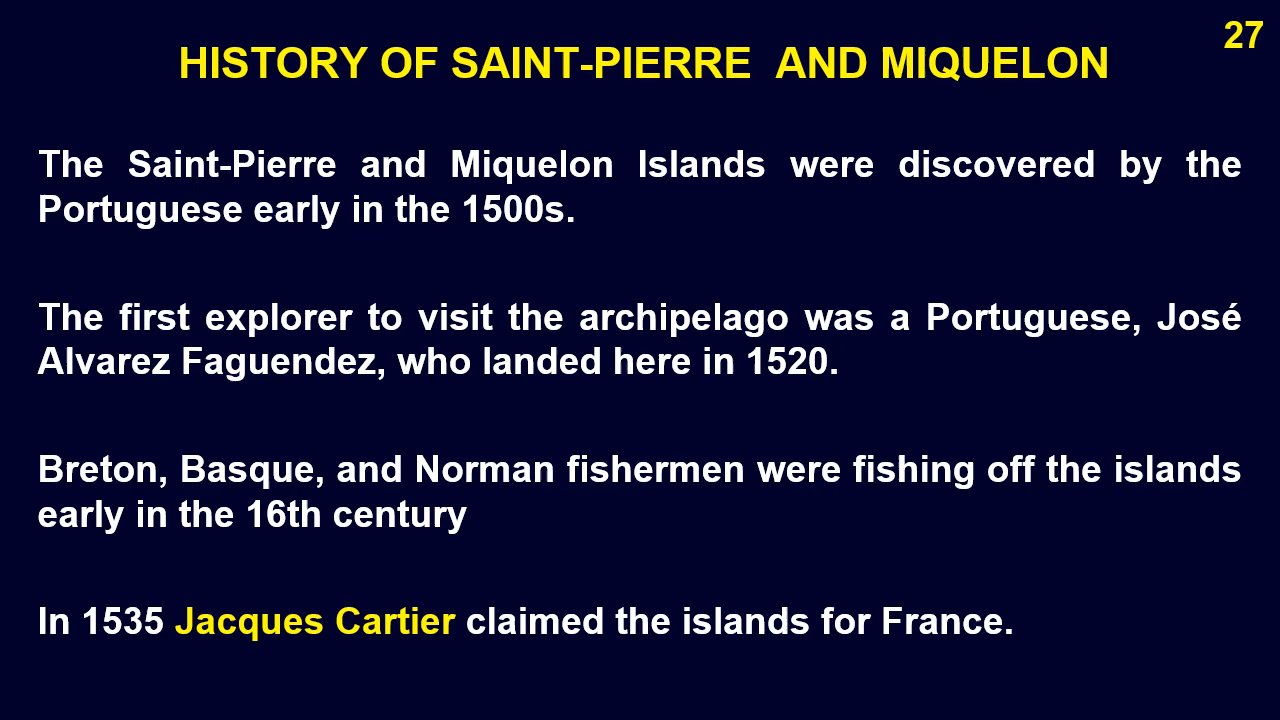 27
HISTORY OF SAINT-PIERRE AND MIQUELON
The Saint-Pierre and Miquelon Islands were discovered by the
Portuguese early in the 1500s.
The first explorer to visit the archipelago was a Portuguese, José
Alvarez Faguendez, who landed here in 1520.
Breton, Basque, and Norman fishermen were fishing off the islands
early in the 16th century
In 1535 Jacques Cartier claimed the islands for France.